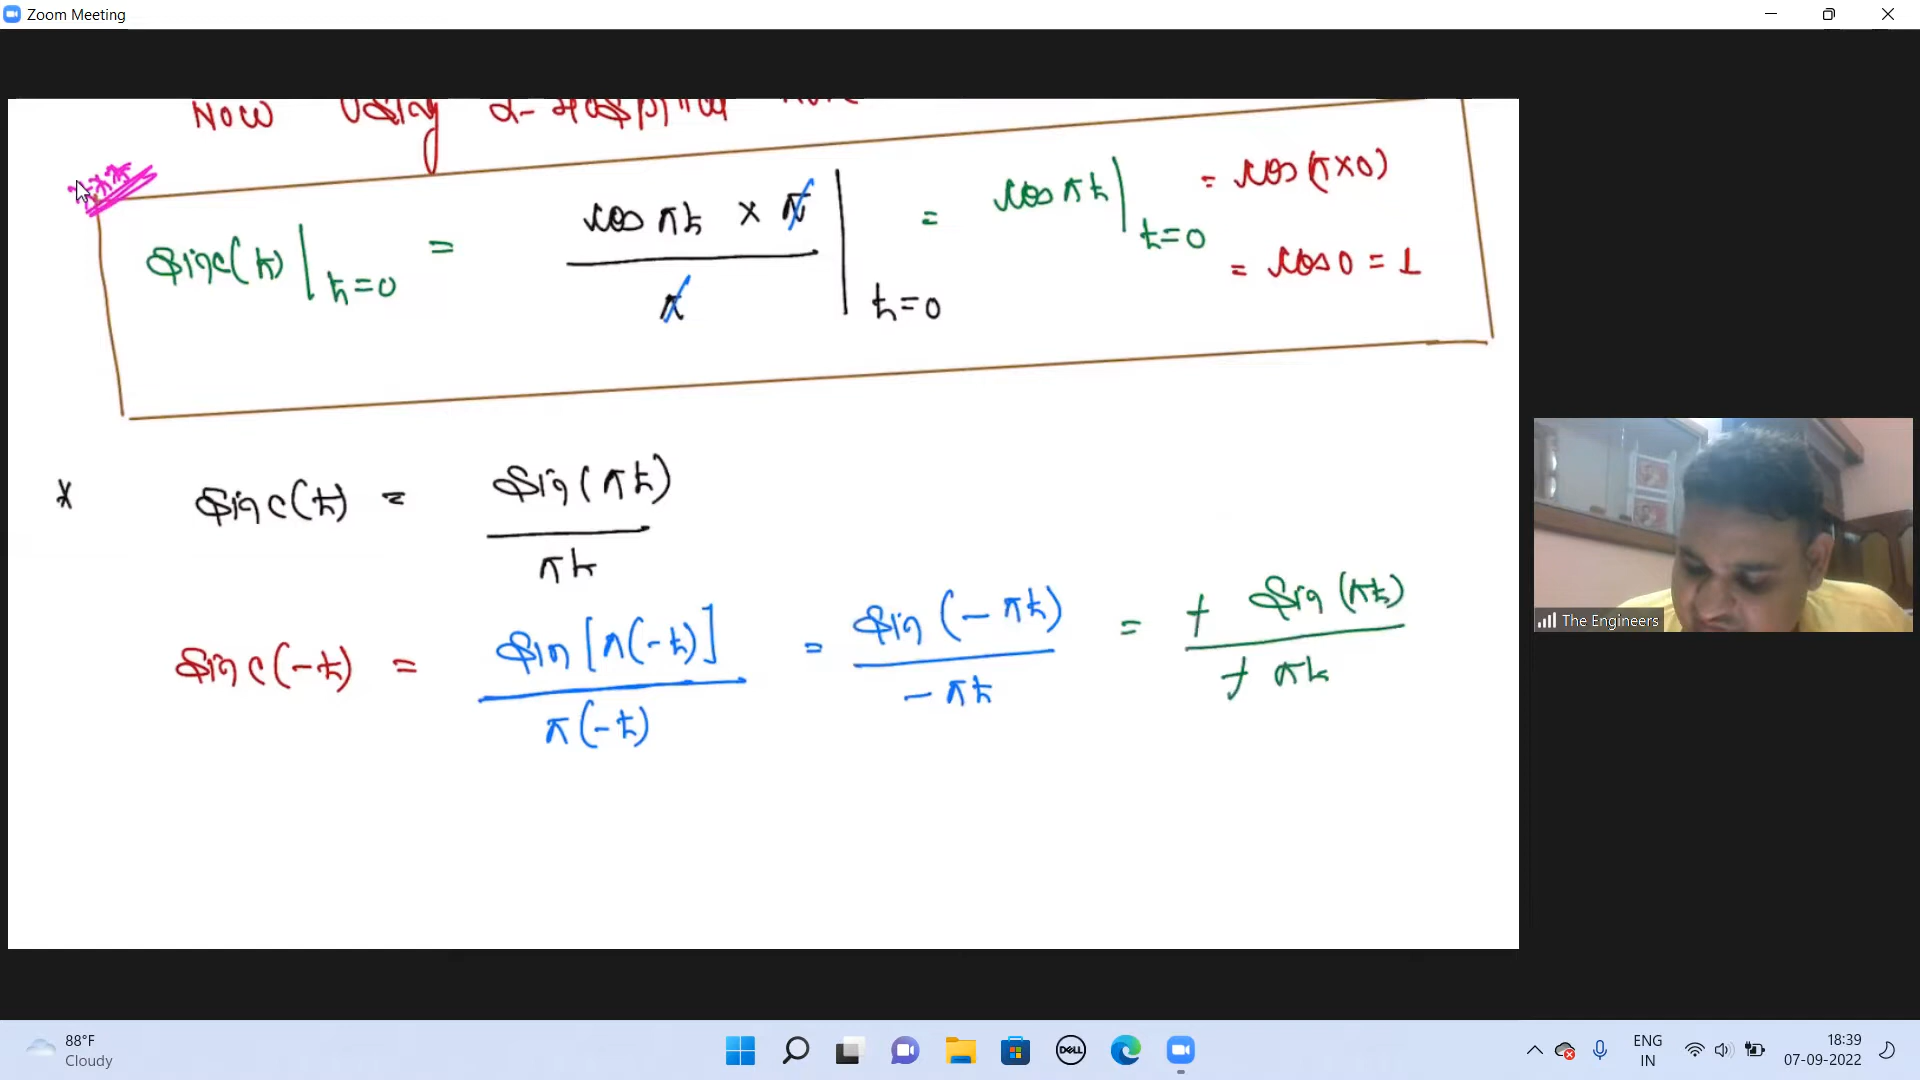 Zoom Meeting
Now Using
***
sinc(t)|t=0 = cos πt × π / π |t=0 = cos πt |t=0 = cos(π×0)
= cos 0 = 1
* sinc(t) = sin(πt) / πt
sinc(-t) = sin[π(-t)] / π(-t) = sin(-πt) / -πt = + sin(πt) / + πt
The Engineers
88°F
Cloudy
DELL
ENG
IN
18:39
07-09-2022